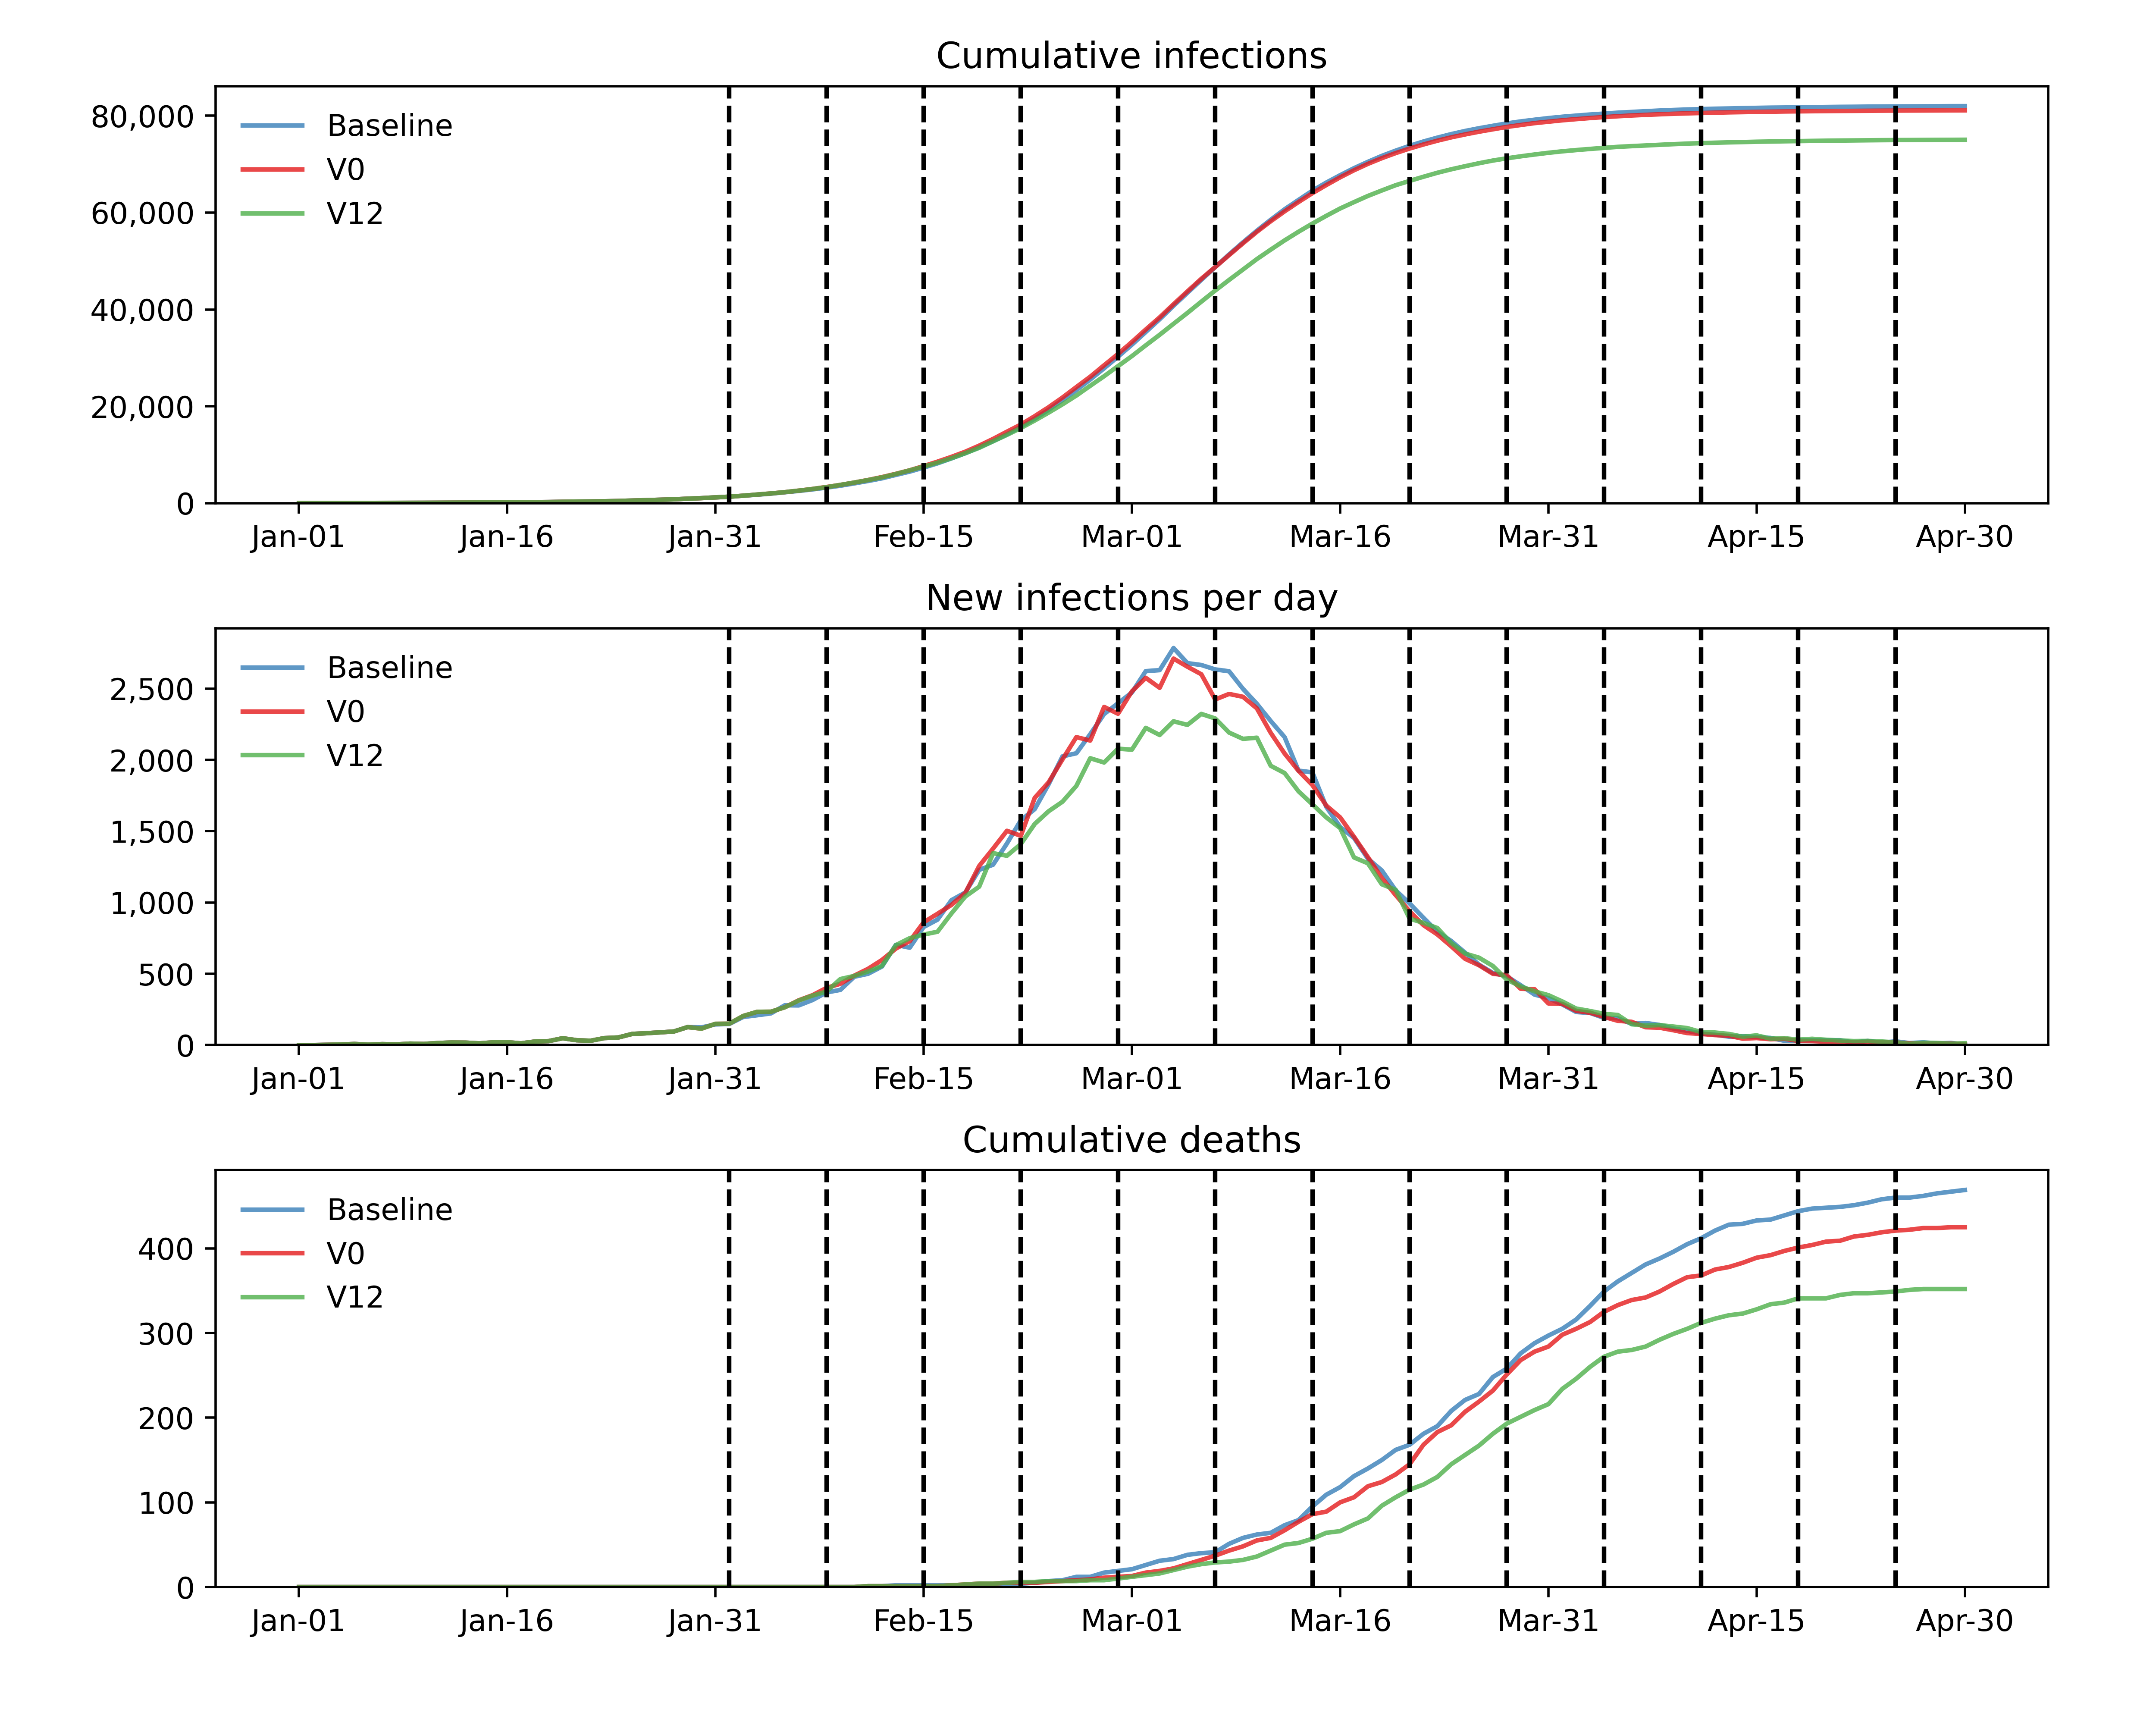 Cumulative infections
80,000
60,000
40,000
20,000
0
Baseline
V0
V12
Jan-01 Jan-16 Jan-31 Feb-15 Mar-01 Mar-16 Mar-31 Apr-15 Apr-30
New infections per day
2,500
2,000
1,500
1,000
500
0
Baseline
V0
V12
Jan-01 Jan-16 Jan-31 Feb-15 Mar-01 Mar-16 Mar-31 Apr-15 Apr-30
Cumulative deaths
400
300
200
100
0
Baseline
V0
V12
Jan-01 Jan-16 Jan-31 Feb-15 Mar-01 Mar-16 Mar-31 Apr-15 Apr-30